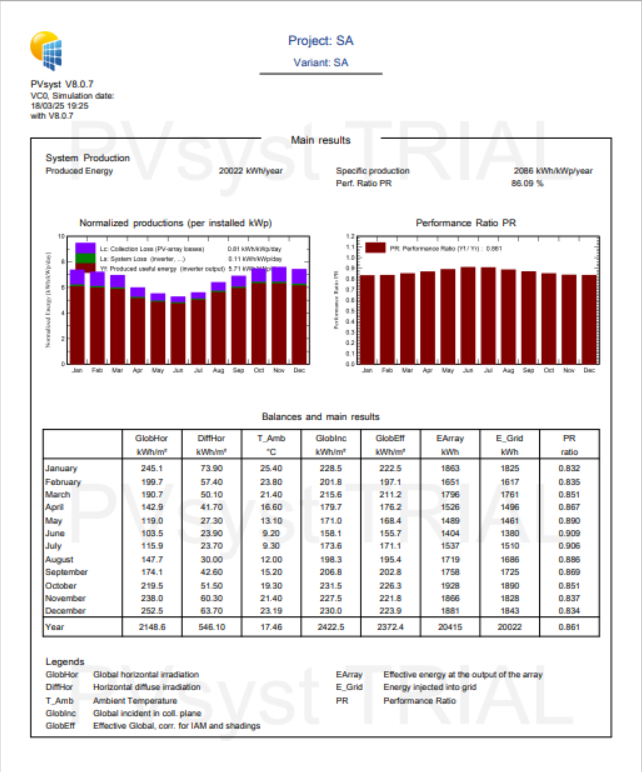 Project: SA
Variant: SA
PVsyst V8.0.7
VC0, Simulation date:
18/03/25 19:25
with V8.0.7
PVsyst TRIAL
Main results
System Production
Produced Energy 20022 kWh/year
Specific production 2086 kWh/kWp/year
Perf. Ratio PR 86.09 %
Normalized productions (per installed kWp)
Normalized Energy [kWh/kWp/day]
10
8
6
4
2
0
Lc: Collection Loss (PV-array losses) 0.81 kWh/kWp/day
Ls: System Loss (inverter, ...) 0.11 kWh/kWp/day
Yf: Produced useful energy (inverter output) 5.71 kWh/kWp/day
Jan Feb Mar Apr May Jun Jul Aug Sep Oct Nov Dec
Performance Ratio PR
Performance Ratio PR
1.2
1.1
1.0
0.9
0.8
0.7
0.6
0.5
0.4
0.3
0.2
0.1
0.0
PR: Performance Ratio (Yf / Yr) : 0.861
Jan Feb Mar Apr May Jun Jul Aug Sep Oct Nov Dec
Balances and main results
GlobHor DiffHor T_Amb GlobInc GlobEff EArray E_Grid PR
kWh/m² kWh/m² °C kWh/m² kWh/m² kWh kWh ratio
January 245.1 73.90 25.40 228.5 222.5 1863 1825 0.832
February 199.7 57.40 23.80 201.8 197.1 1651 1617 0.835
March 190.7 50.10 21.40 215.6 211.2 1796 1761 0.851
April 142.9 41.70 16.60 179.7 176.2 1526 1496 0.867
May 119.0 27.30 13.10 171.0 168.4 1489 1461 0.890
June 103.5 23.90 9.20 158.1 155.7 1404 1380 0.909
July 115.9 23.70 9.30 173.6 171.1 1537 1510 0.906
August 147.7 30.00 12.00 198.3 195.4 1719 1686 0.886
September 174.1 42.60 15.20 206.8 202.8 1758 1725 0.869
October 219.5 51.50 19.30 231.5 226.3 1928 1890 0.851
November 238.0 60.30 21.40 227.5 221.8 1866 1828 0.837
December 252.5 63.70 23.19 230.0 223.9 1881 1843 0.834
Year 2148.6 546.10 17.46 2422.5 2372.4 20415 20022 0.861
PVsyst TRIAL
Legends
GlobHor Global horizontal irradiation
DiffHor Horizontal diffuse irradiation
T_Amb Ambient Temperature
GlobInc Global incident in coll. plane
GlobEff Effective Global, corr. for IAM and shadings
EArray Effective energy at the output of the array
E_Grid Energy injected into grid
PR Performance Ratio
PVsyst TRIAL